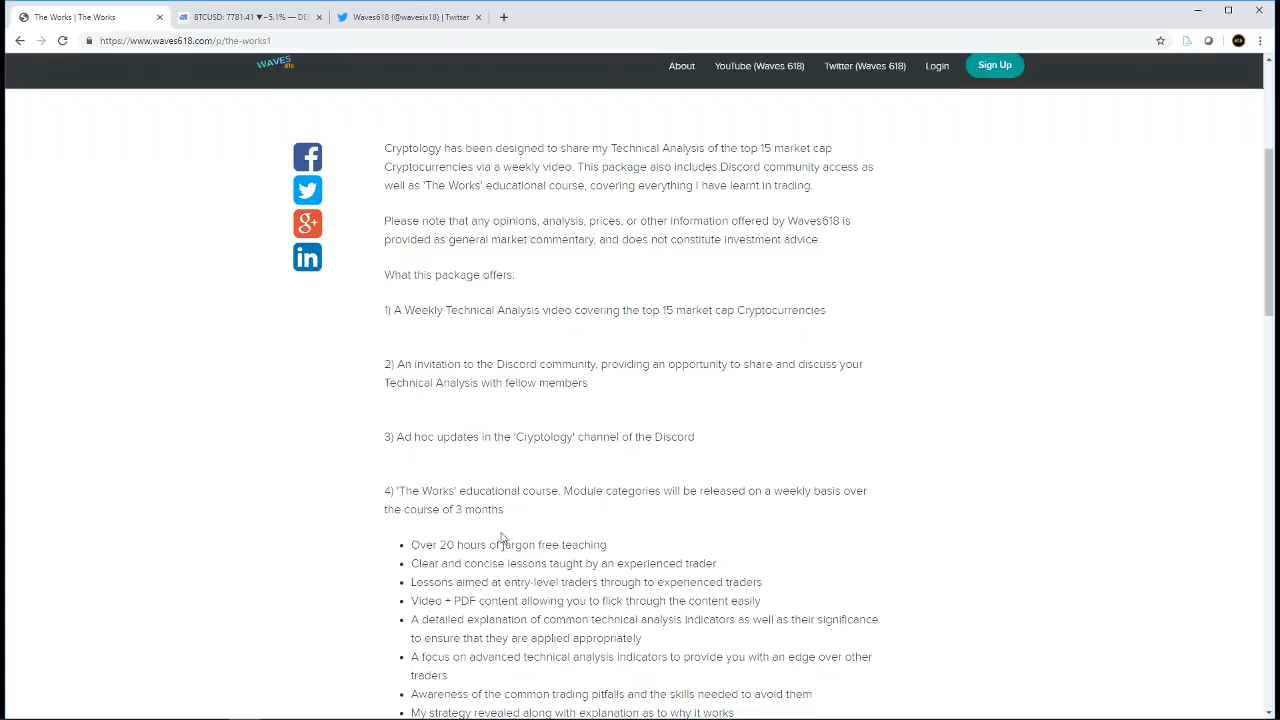 The Works | The Works
BTCUSD: 7781.41 ▼−5.1% — DE
Waves618 (@wavesix18) | Twitter
https://www.waves618.com/p/the-works1
WAVES
.618
About
YouTube (Waves 618)
Twitter (Waves 618)
Login
Sign Up
Cryptology has been designed to share my Technical Analysis of the top 15 market cap
Cryptocurrencies via a weekly video. This package also includes Discord community access as
well as 'The Works' educational course, covering everything I have learnt in trading.
Please note that any opinions, analysis, prices, or other information offered by Waves618 is
provided as general market commentary, and does not constitute investment advice
What this package offers:
1) A Weekly Technical Analysis video covering the top 15 market cap Cryptocurrencies
2) An invitation to the Discord community, providing an opportunity to share and discuss your
Technical Analysis with fellow members
3) Ad hoc updates in the 'Cryptology' channel of the Discord
4) 'The Works' educational course. Module categories will be released on a weekly basis over
the course of 3 months
• Over 20 hours of jargon free teaching
• Clear and concise lessons taught by an experienced trader
• Lessons aimed at entry-level traders through to experienced traders
• Video + PDF content allowing you to flick through the content easily
• A detailed explanation of common technical analysis indicators as well as their significance
to ensure that they are applied appropriately
• A focus on advanced technical analysis indicators to provide you with an edge over other
traders
• Awareness of the common trading pitfalls and the skills needed to avoid them
• My strategy revealed along with explanation as to why it works